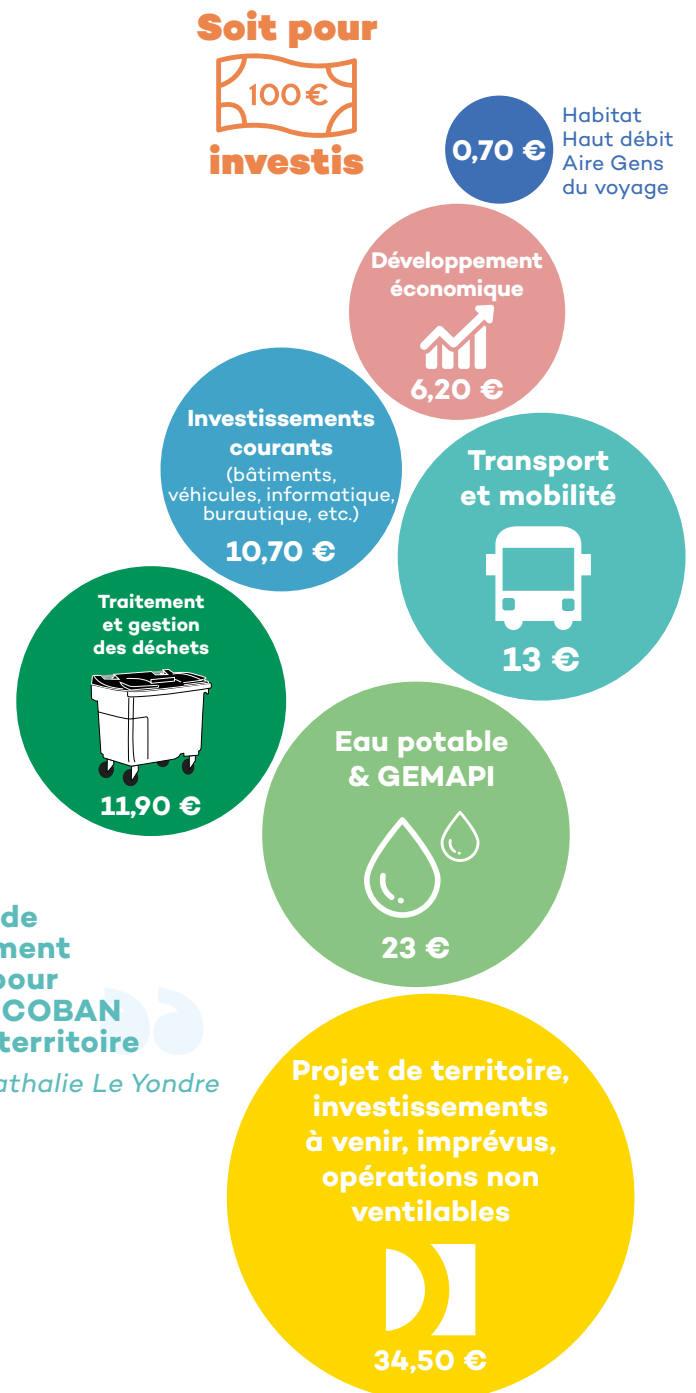 Soit pour
100 €
investis
0,70 €
Habitat
Haut débit
Aire Gens
du voyage
Développement
économique
6,20 €
Investissements
courants
(bâtiments,
véhicules, informatique,
burautique, etc.)
10,70 €
Transport
et mobilité
13 €
Traitement
et gestion
des déchets
11,90 €
Eau potable
& GEMAPI
23 €
de
ment
pour
COBAN
territoire
athalie Le Yondre
Projet de territoire,
investissements
à venir, imprévus,
opérations non
ventilables
34,50 €